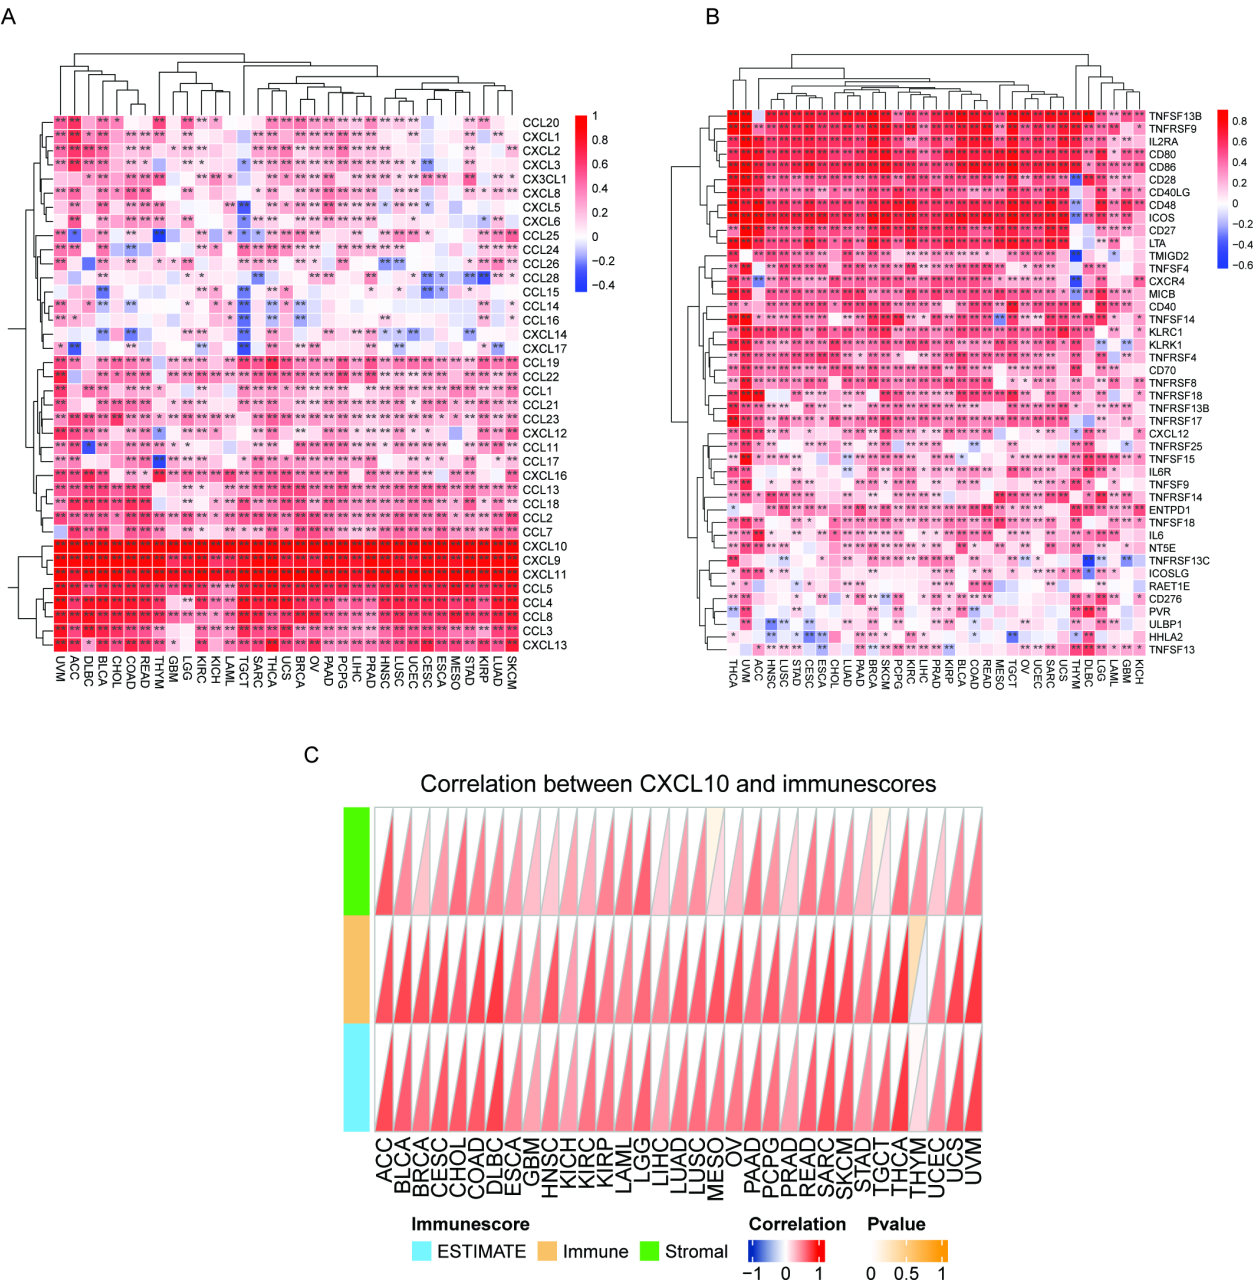 A
CCL20
CXCL1
CXCL2
CXCL3
CX3CL1
CXCL8
CXCL5
CXCL6
CCL25
CCL24
CCL26
CCL28
CCL15
CCL14
CCL16
CXCL14
CXCL17
CCL19
CCL22
CCL1
CCL21
CCL23
CXCL12
CCL11
CCL17
CXCL16
CCL13
CCL18
CCL2
CCL7
CXCL10
CXCL9
CXCL11
CCL5
CCL4
CCL8
CCL3
CXCL13
1
0.8
0.6
0.4
0.2
0
−0.2
−0.4
UVM ACC DLBC BLCA CHOL COAD READ THYM GBM LGG KIRC KICH LAML TGCT SARC THCA UCS BRCA OV PAAD PCPG LIHC PRAD HNSC LUSC UCEC CESC ESCA MESO STAD KIRP LUAD SKCM
B
TNFSF13B
TNFRSF9
IL2RA
CD80
CD86
CD28
CD40LG
CD48
ICOS
CD27
LTA
TMIGD2
TNFSF4
CXCR4
MICB
CD40
TNFSF14
KLRC1
KLRK1
TNFRSF4
CD70
TNFRSF8
TNFRSF18
TNFRSF13B
TNFRSF17
CXCL12
TNFRSF25
TNFSF15
IL6R
TNFSF9
TNFRSF14
ENTPD1
TNFSF18
IL6
NT5E
TNFRSF13C
ICOSLG
RAET1E
CD276
PVR
ULBP1
HHLA2
TNFSF13
0.8
0.6
0.4
0.2
0
−0.2
−0.4
−0.6
THCA UVM ACC HNSC LUSC STAD CESC ESCA CHOL LUAD PAAD BRCA SKCM PCPG KIRC LIHC PRAD KIRP BLCA COAD READ MESO TGCT OV UCEC SARC UCS THYM DLBC LGG LAML GBM KICH
C
Correlation between CXCL10 and immunescores
ACC BLCA BRCA CESC CHOL COAD DLBC ESCA GBM HNSC KICH KIRC KIRP LAML LGG LIHC LUAD LUSC MESO OV PAAD PCPG PRAD READ SARC SKCM STAD TGCT THCA THYM UCEC UCS UVM
Immunescore
ESTIMATE Immune Stromal
Correlation
−1 0 1
Pvalue
0 0.5 1